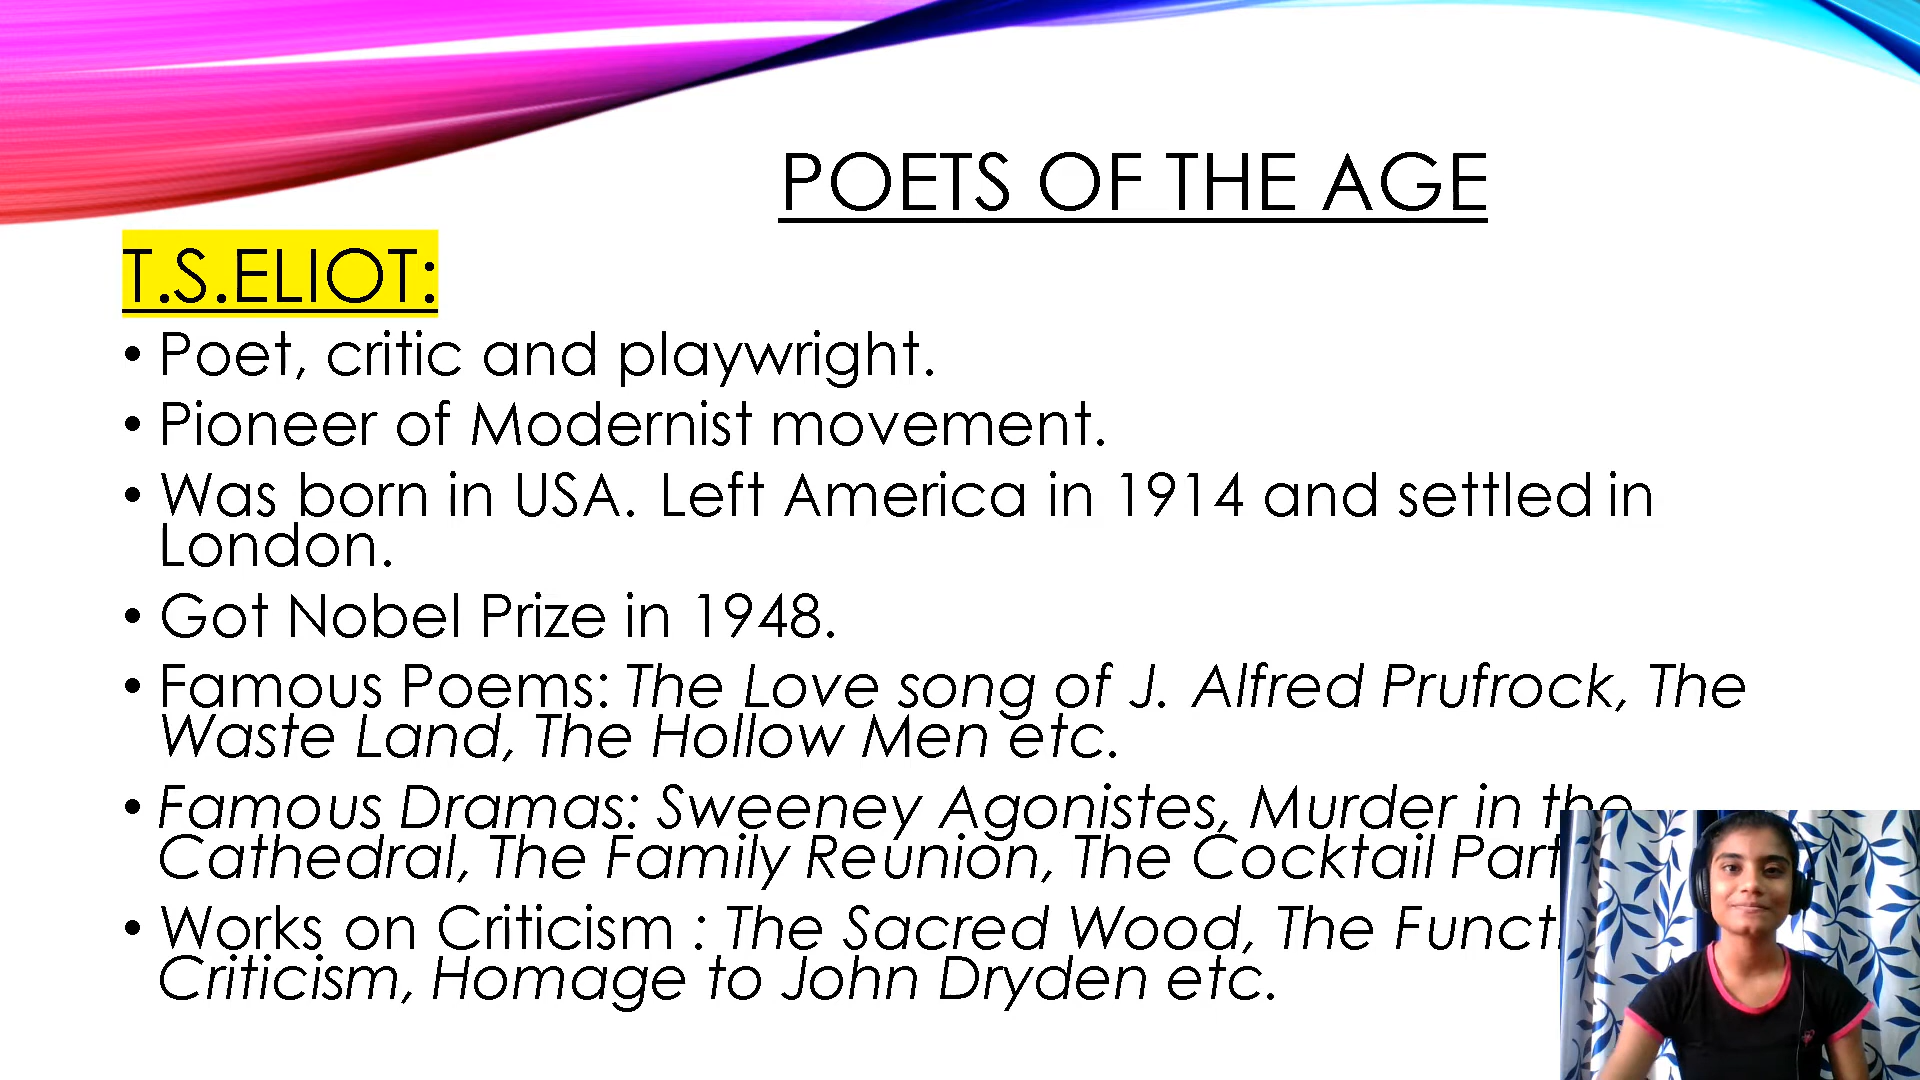 POETS OF THE AGE
T.S.ELIOT:
• Poet, critic and playwright.
• Pioneer of Modernist movement.
• Was born in USA. Left America in 1914 and settled in
London.
• Got Nobel Prize in 1948.
• Famous Poems: The Love song of J. Alfred Prufrock, The
Waste Land, The Hollow Men etc.
• Famous Dramas: Sweeney Agonistes, Murder in the
Cathedral, The Family Reunion, The Cocktail
• Works on Criticism : The Sacred Wood, The
Criticism, Homage to John Dryden etc.